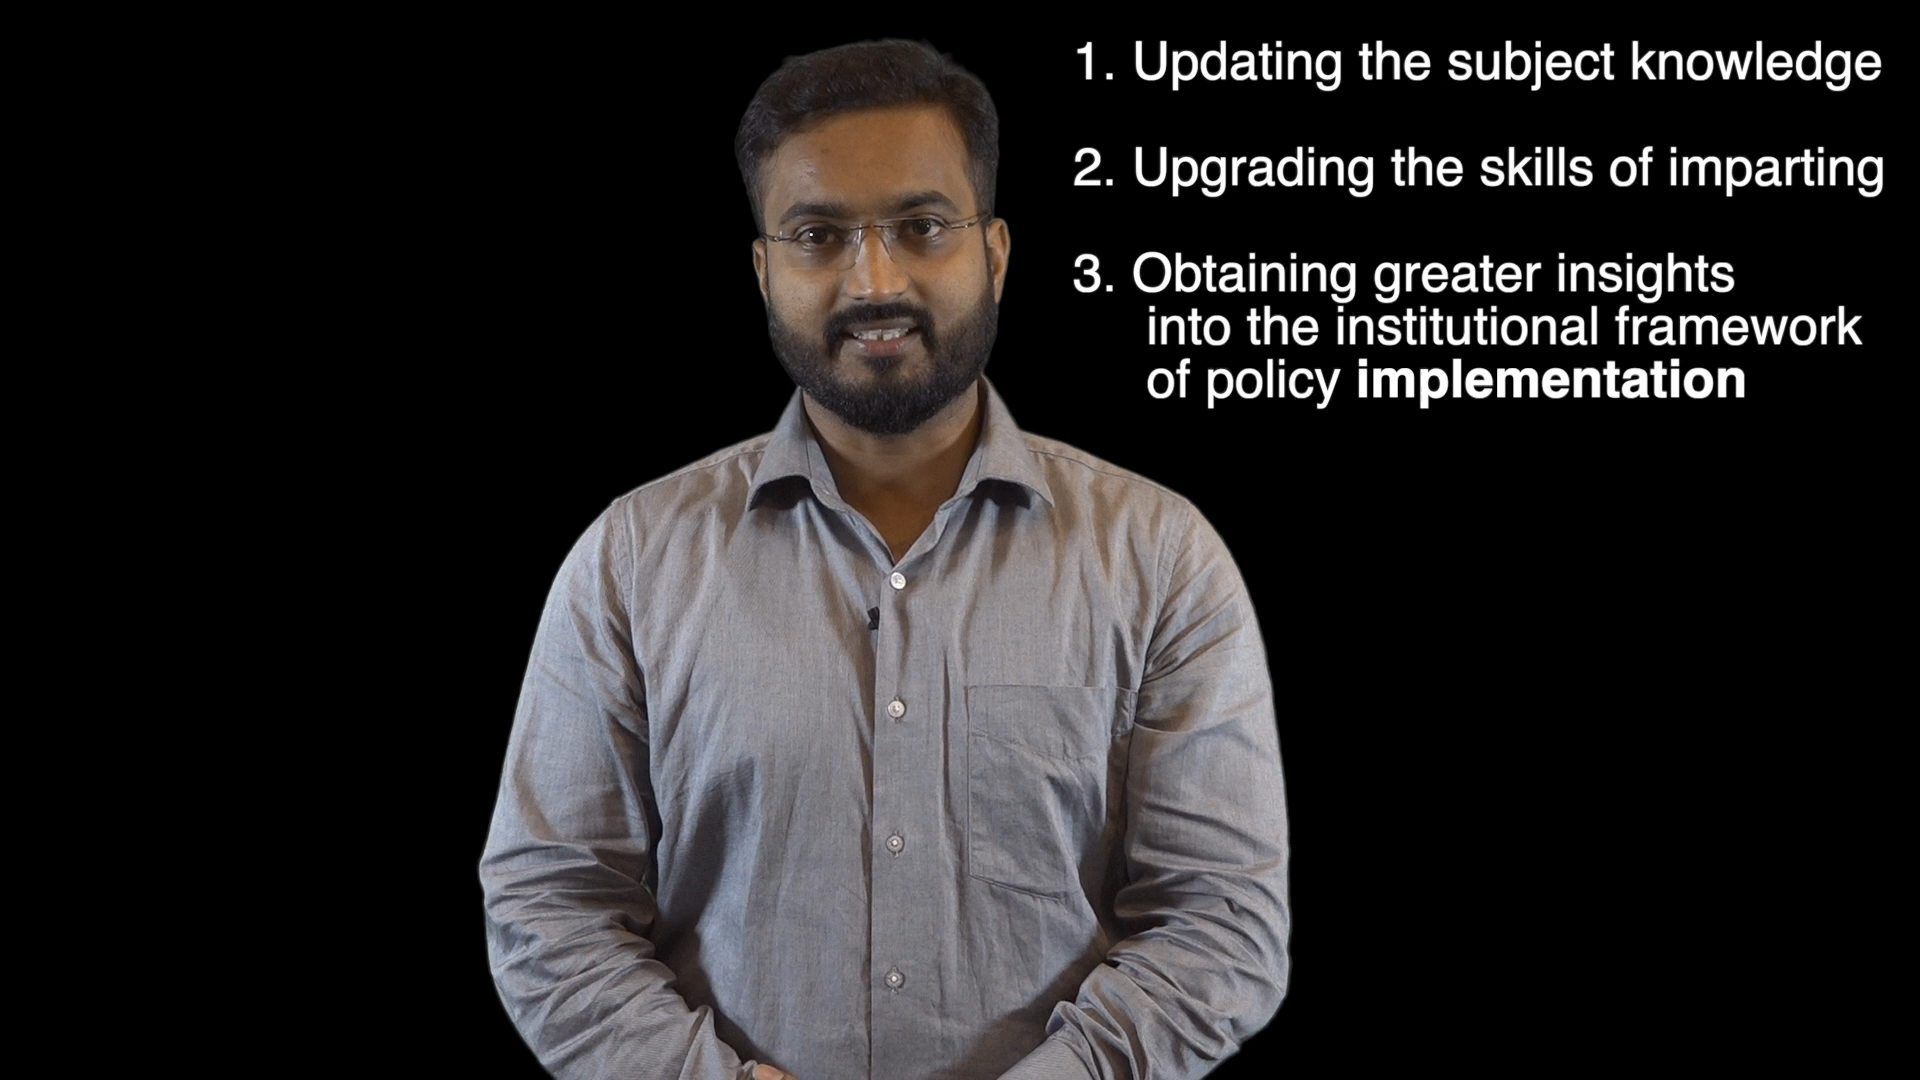 1. Updating the subject knowledge
2. Upgrading the skills of imparting
3. Obtaining greater insights
into the institutional framework
of policy implementation